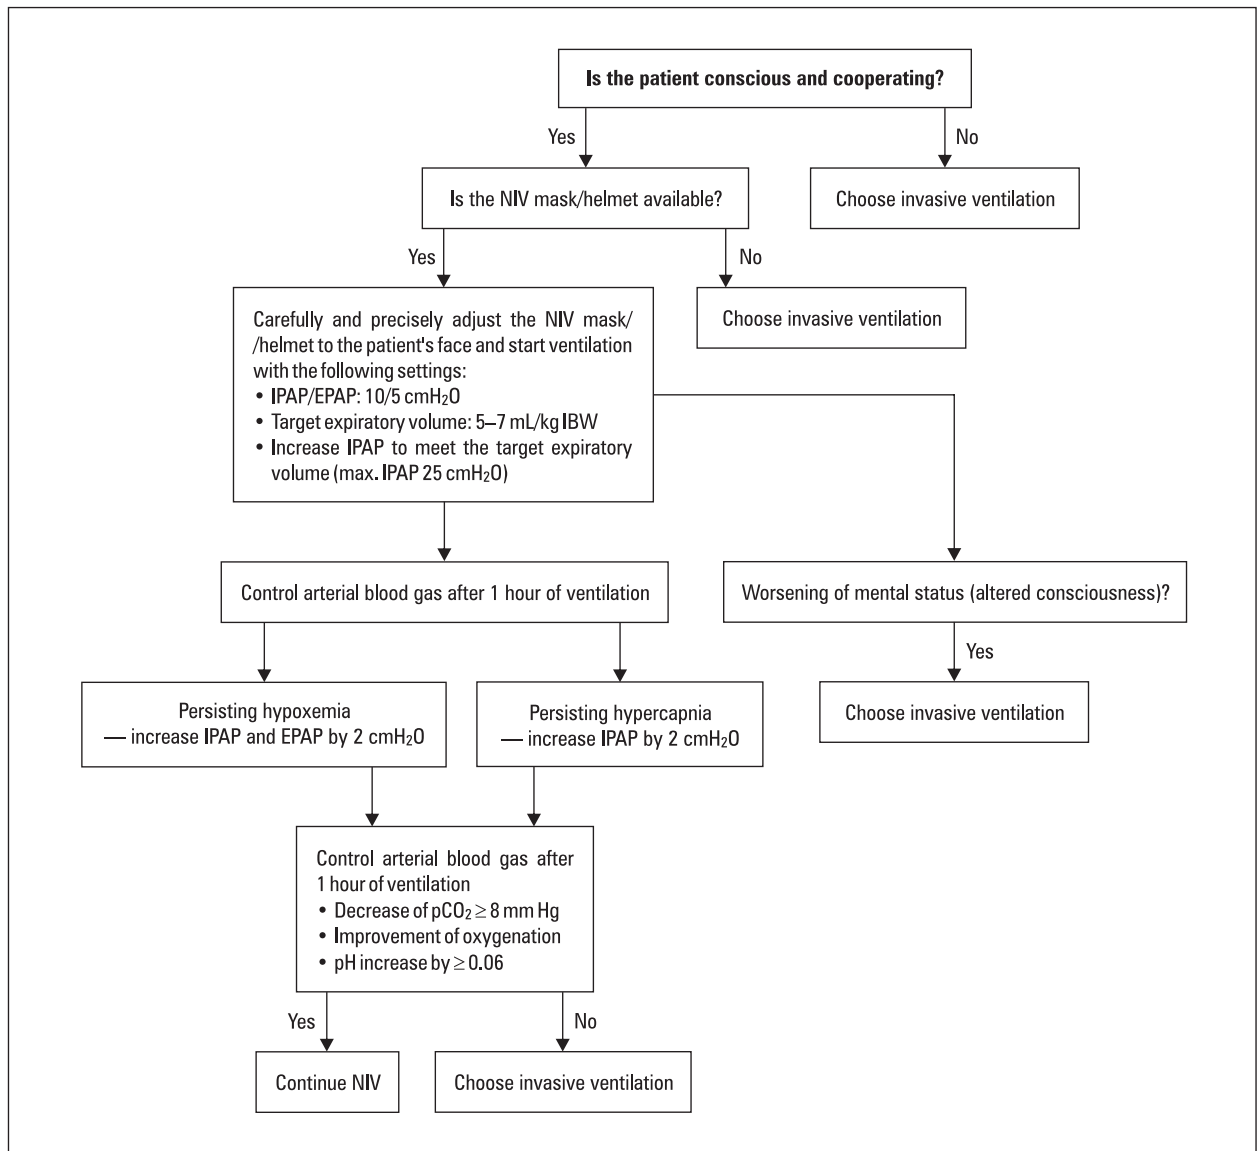 Is the patient conscious and cooperating?
Yes
No
Is the NIV mask/helmet available?
Choose invasive ventilation
Yes
No
Carefully and precisely adjust the NIV mask/
/helmet to the patient's face and start ventilation
with the following settings:
• IPAP/EPAP: 10/5 cmH₂O
• Target expiratory volume: 5–7 mL/kg IBW
• Increase IPAP to meet the target expiratory
volume (max. IPAP 25 cmH₂O)
Choose invasive ventilation
Control arterial blood gas after 1 hour of ventilation
Worsening of mental status (altered consciousness)?
Yes
Persisting hypoxemia
— increase IPAP and EPAP by 2 cmH₂O
Persisting hypercapnia
— increase IPAP by 2 cmH₂O
Choose invasive ventilation
Control arterial blood gas after
1 hour of ventilation
• Decrease of pCO₂ ≥ 8 mm Hg
• Improvement of oxygenation
• pH increase by ≥ 0.06
Yes
No
Continue NIV
Choose invasive ventilation